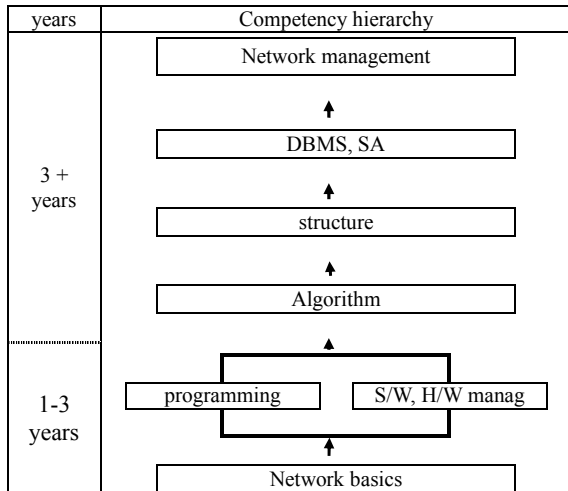 years
Competency hierarchy
Network management
DBMS, SA
3 +
years
structure
Algorithm
programming
S/W, H/W manag
1-3
years
Network basics